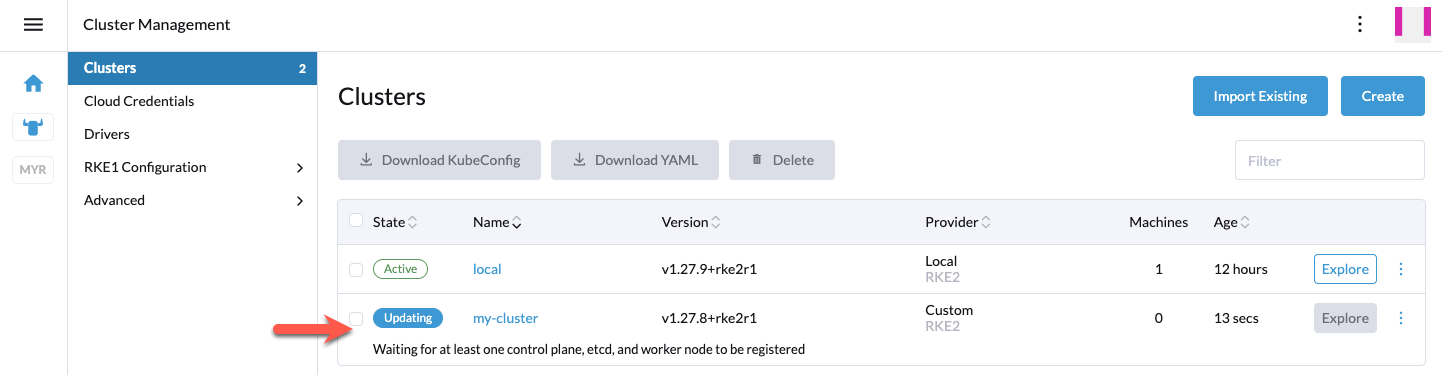 Cluster Management
Clusters 2
Cloud Credentials
Drivers
RKE1 Configuration
Advanced
MYR
Clusters
Import Existing
Create
Download KubeConfig
Download YAML
Delete
Filter
State Name Version Provider Machines Age
Active local v1.27.9+rke2r1 Local 1 12 hours Explore
RKE2
Updating my-cluster v1.27.8+rke2r1 Custom 0 13 secs Explore
RKE2
Waiting for at least one control plane, etcd, and worker node to be registered